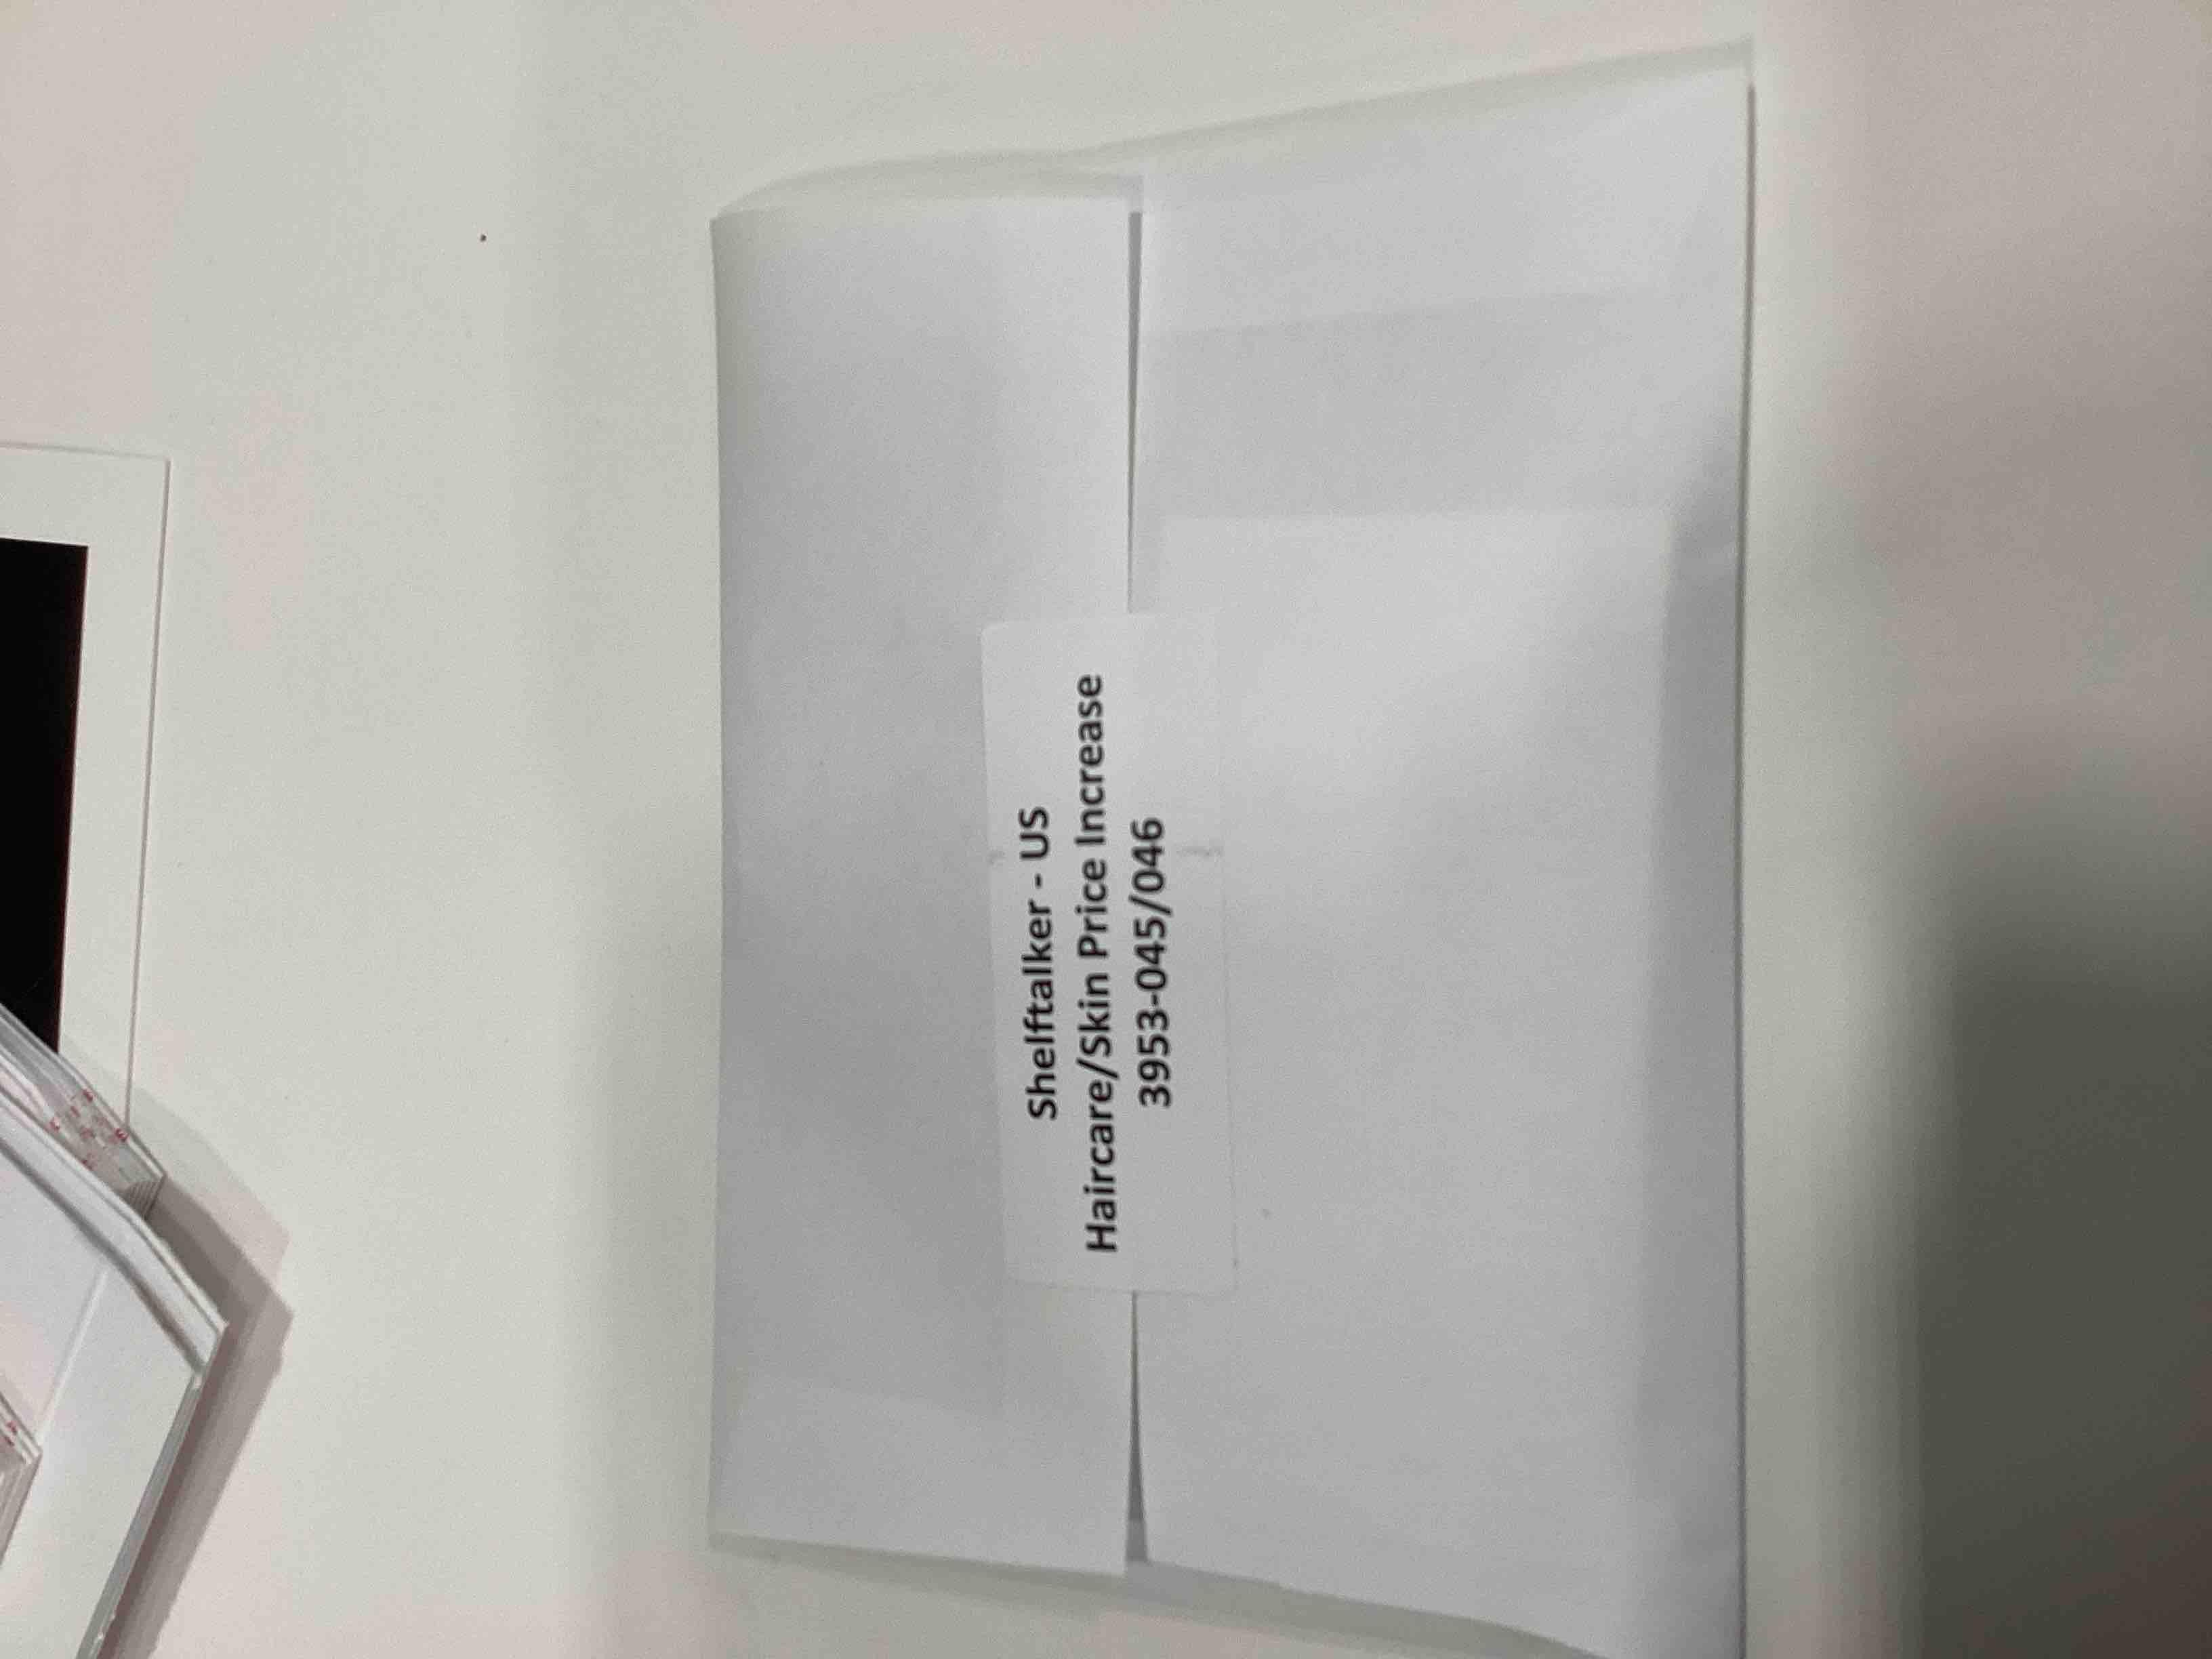 Shelftalker - US
Haircare/Skin Price Increase
3953-045/046